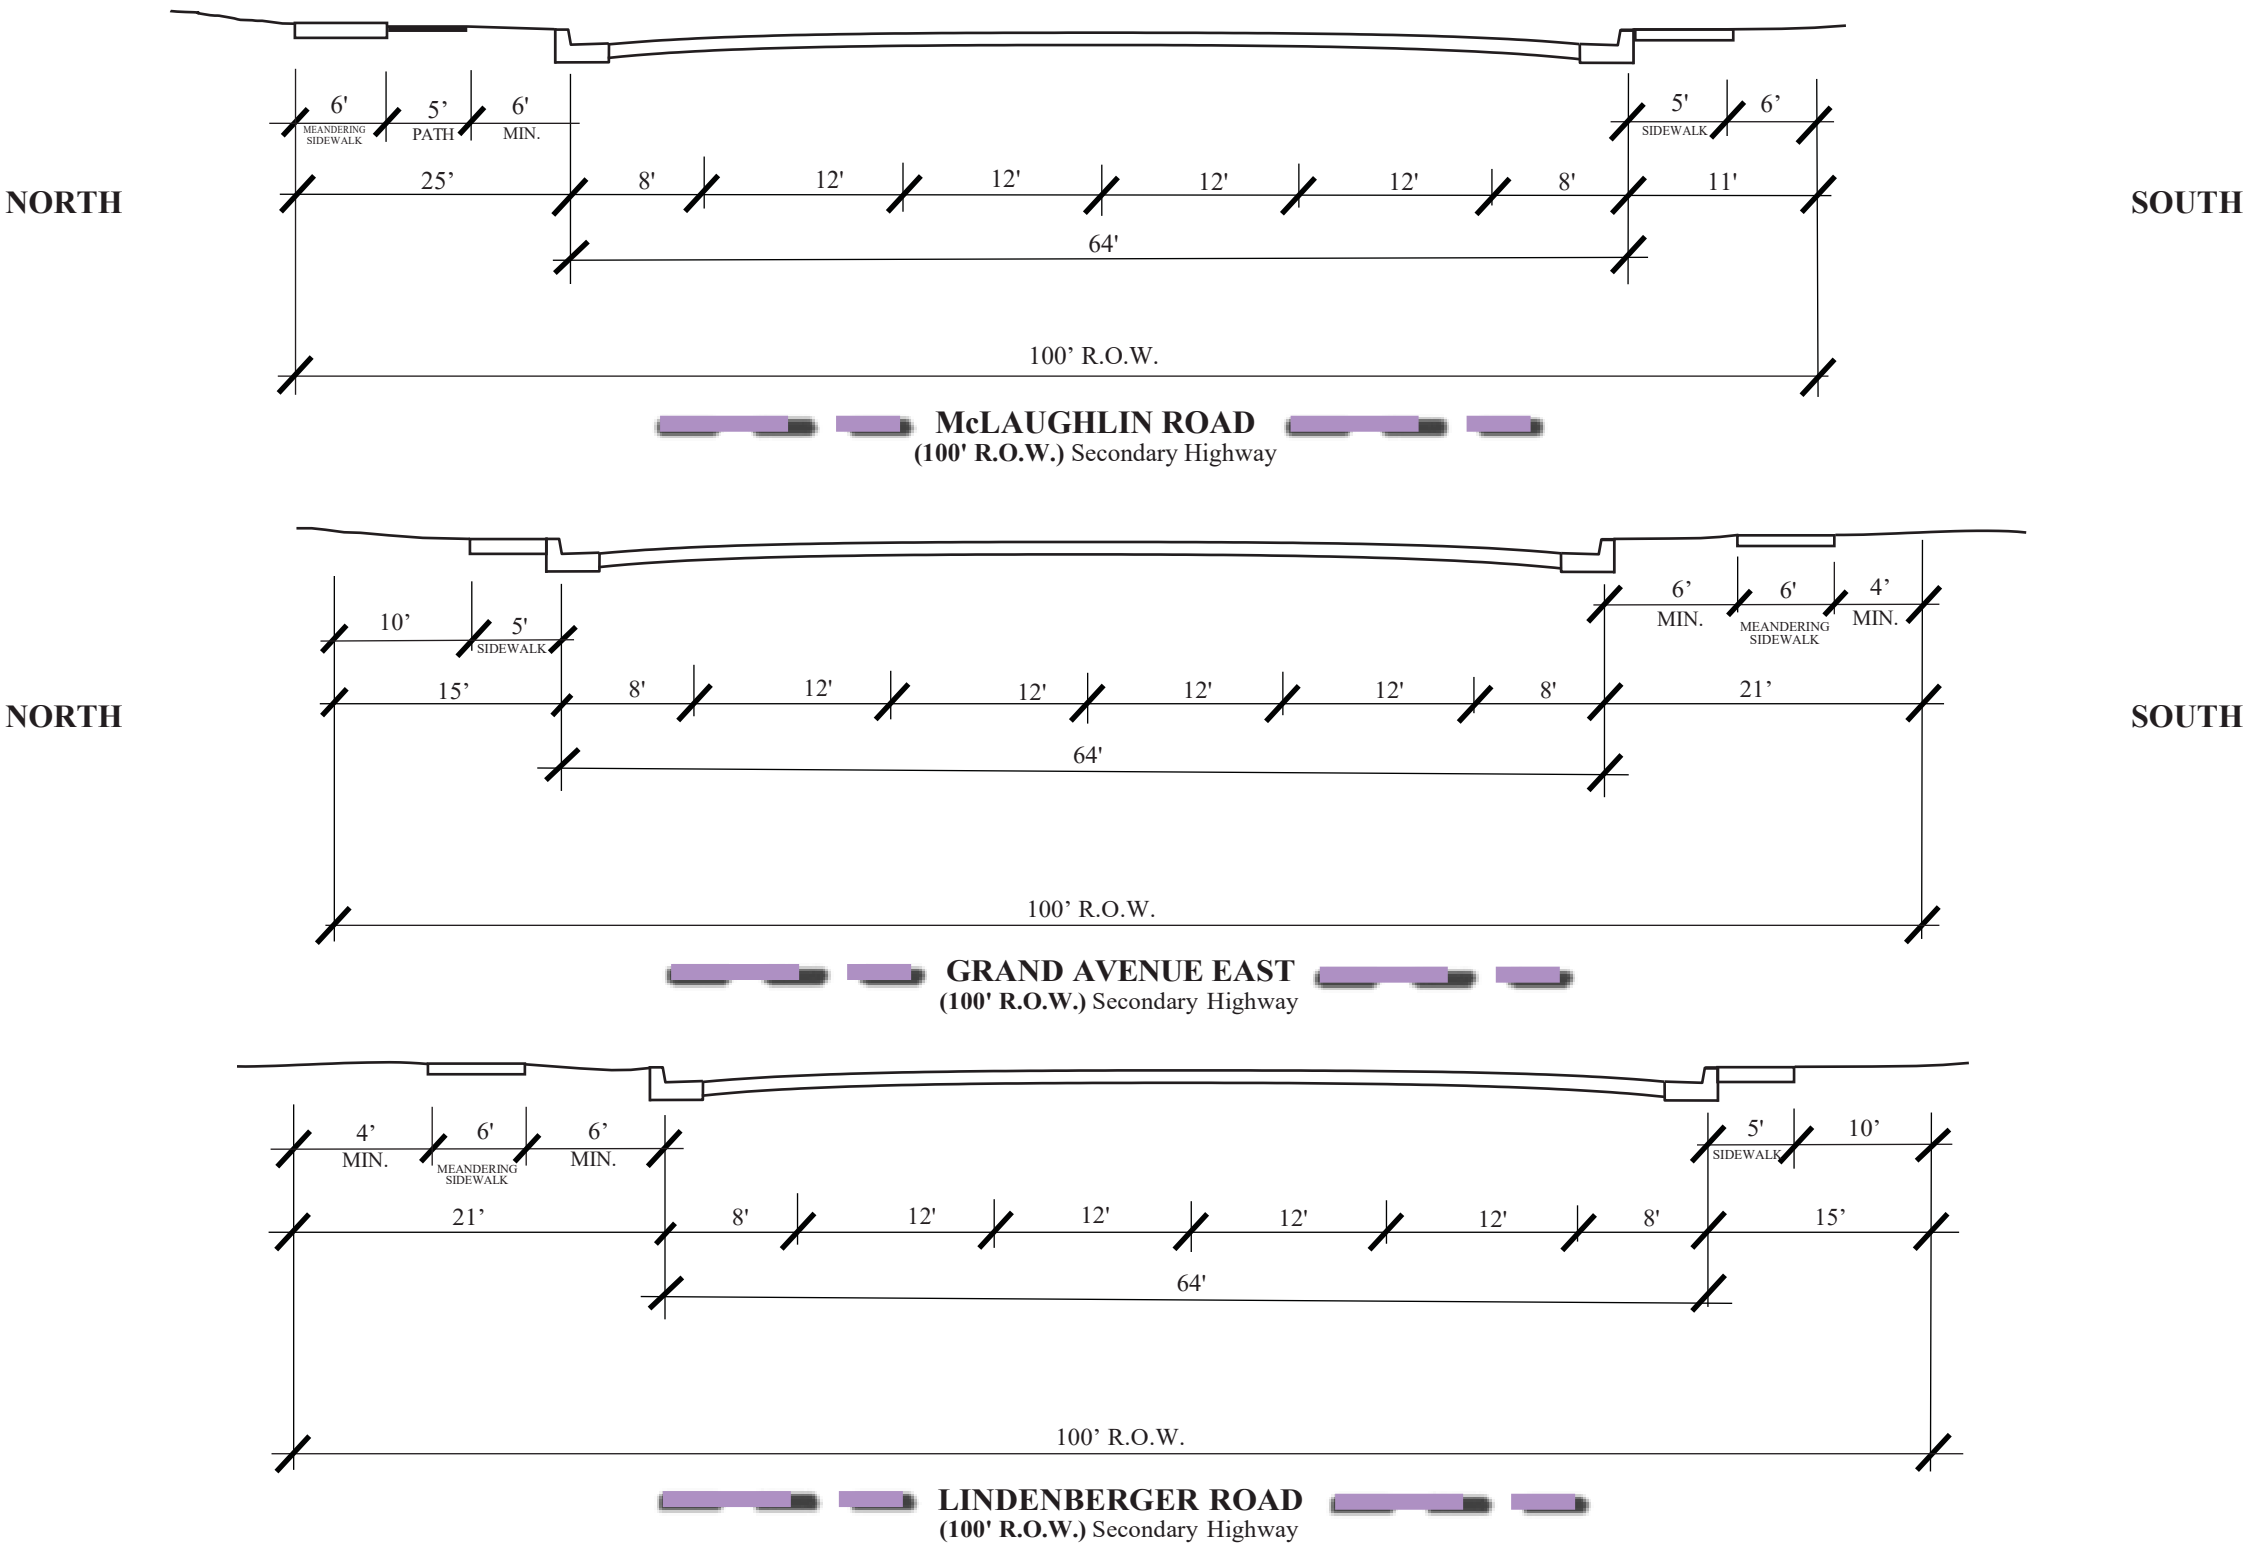 6' 5’ 6' 5' 6’
MEANDERING SIDEWALK PATH MIN. SIDEWALK
25’ 8' 12' 12' 12' 12' 8' 11'
NORTH SOUTH
64'
100’ R.O.W.
McLAUGHLIN ROAD
(100' R.O.W.) Secondary Highway
6’ 6' 4’
MIN. MEANDERING SIDEWALK MIN.
10’ 5'
SIDEWALK
15’ 8' 12' 12' 12' 12' 8' 21’
NORTH SOUTH
64'
100’ R.O.W.
GRAND AVENUE EAST
(100' R.O.W.) Secondary Highway
4’ 6' 6’ 5' 10’
MIN. MEANDERING SIDEWALK MIN. SIDEWALK
21’ 8' 12' 12' 12' 12' 8' 15’
64'
100’ R.O.W.
LINDENBERGER ROAD
(100' R.O.W.) Secondary Highway